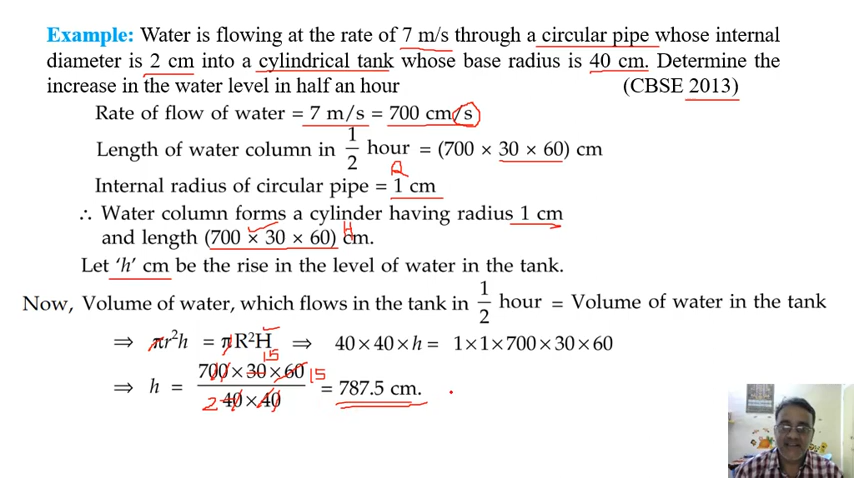 Example: Water is flowing at the rate of 7 m/s through a circular pipe whose internal
diameter is 2 cm into a cylindrical tank whose base radius is 40 cm. Determine the
increase in the water level in half an hour (CBSE 2013)
Rate of flow of water = 7 m/s = 700 cm/s
Length of water column in 1/2 hour = (700 × 30 × 60) cm
R
Internal radius of circular pipe = 1 cm
∴ Water column forms a cylinder having radius 1 cm
and length (700 × 30 × 60) cm. H
Let 'h' cm be the rise in the level of water in the tank.
Now, Volume of water, which flows in the tank in 1/2 hour = Volume of water in the tank
⇒ πr²h = πR²H ⇒ 40 × 40 × h = 1 × 1 × 700 × 30 × 60
15
⇒ h = (700 × 30 × 60)/(40 × 40) = 787.5 cm.
15
2